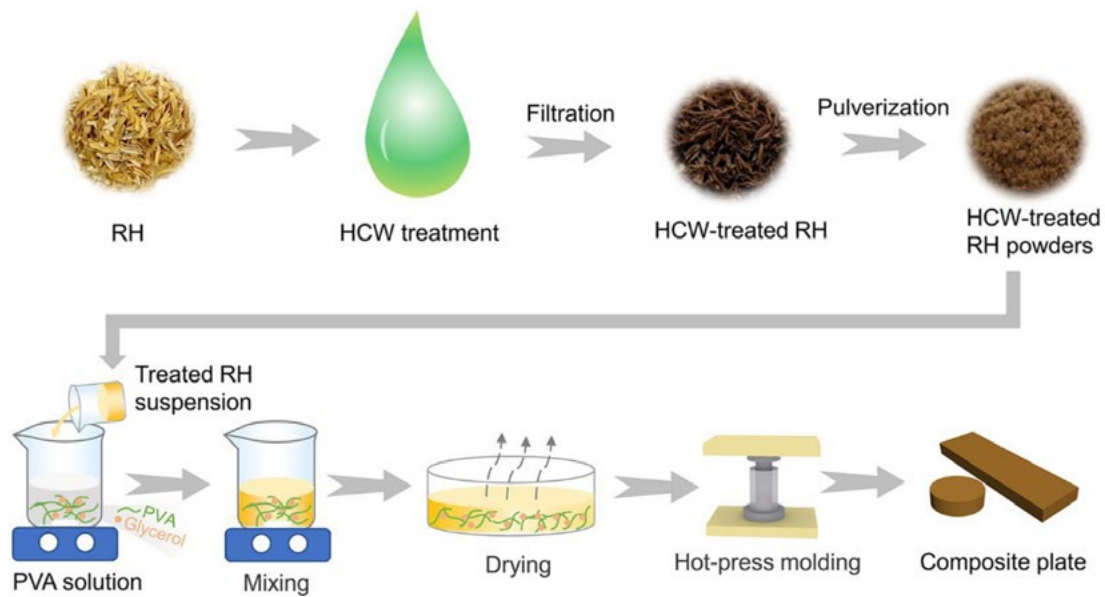 Filtration
Pulverization
RH
HCW treatment
HCW-treated RH
HCW-treated
RH powders
Treated RH
suspension
PVA
Glycerol
PVA solution
Mixing
Drying
Hot-press molding
Composite plate